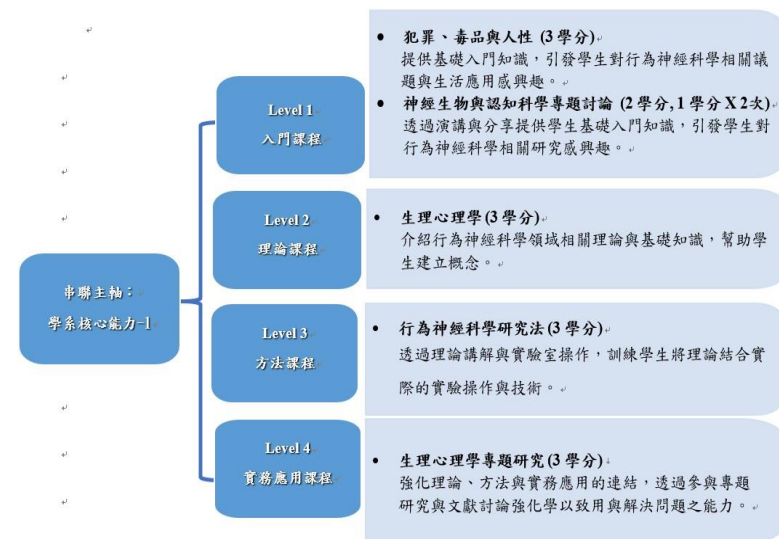 串聯主軸：
學系核心能力-1
Level 1
入門課程
• 犯罪、毒品與人性 (3 學分)
提供基礎入門知識，引發學生對行為神經科學相關議
題與生活應用感興趣。
• 神經生物與認知科學專題討論 (2 學分, 1 學分 X 2次)
透過演講與分享提供學生基礎入門知識，引發學生對
行為神經科學相關研究感興趣。
Level 2
理論課程
• 生理心理學(3 學分)
介紹行為神經科學領域相關理論與基礎知識，幫助學
生建立概念。
Level 3
方法課程
• 行為神經科學研究法(3 學分)
透過理論講解與實驗室操作，訓練學生將理論結合實
際的實驗操作與技術。
Level 4
實務應用課程
• 生理心理學專題研究(3 學分)
強化理論、方法與實務應用的連結，透過參與專題
研究與文獻討論強化學以致用與解決問題之能力。